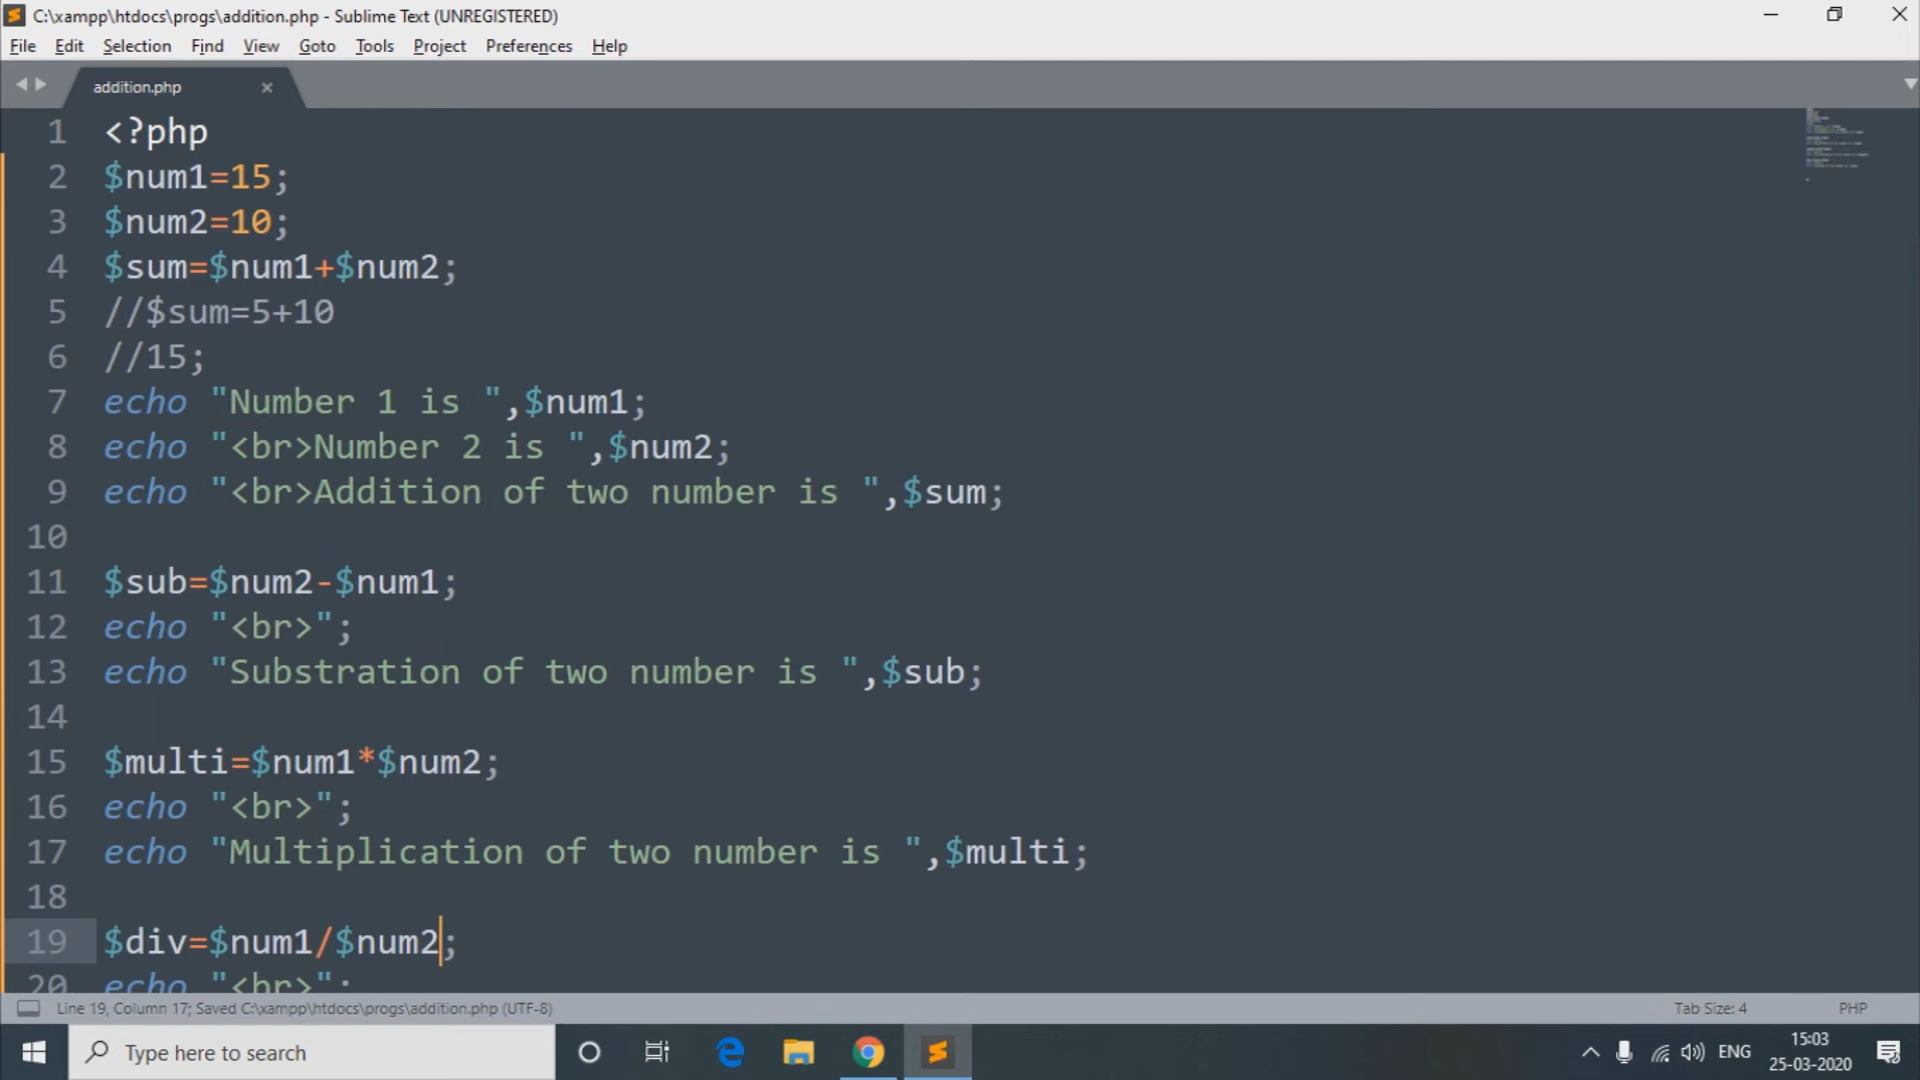 C:\xampp\htdocs\progs\addition.php - Sublime Text (UNREGISTERED)
File Edit Selection Find View Goto Tools Project Preferences Help
addition.php
1 <?php
2 $num1=15;
3 $num2=10;
4 $sum=$num1+$num2;
5 //$sum=5+10
6 //15;
7 echo "Number 1 is ",$num1;
8 echo "<br>Number 2 is ",$num2;
9 echo "<br>Addition of two number is ",$sum;
10
11 $sub=$num2-$num1;
12 echo "<br>";
13 echo "Substration of two number is ",$sub;
14
15 $multi=$num1*$num2;
16 echo "<br>";
17 echo "Multiplication of two number is ",$multi;
18
19 $div=$num1/$num2;
20 echo "<br>";
Line 19, Column 17; Saved C:\xampp\htdocs\progs\addition.php (UTF-8) Tab Size: 4 PHP
Type here to search
ENG
15:03
25-03-2020